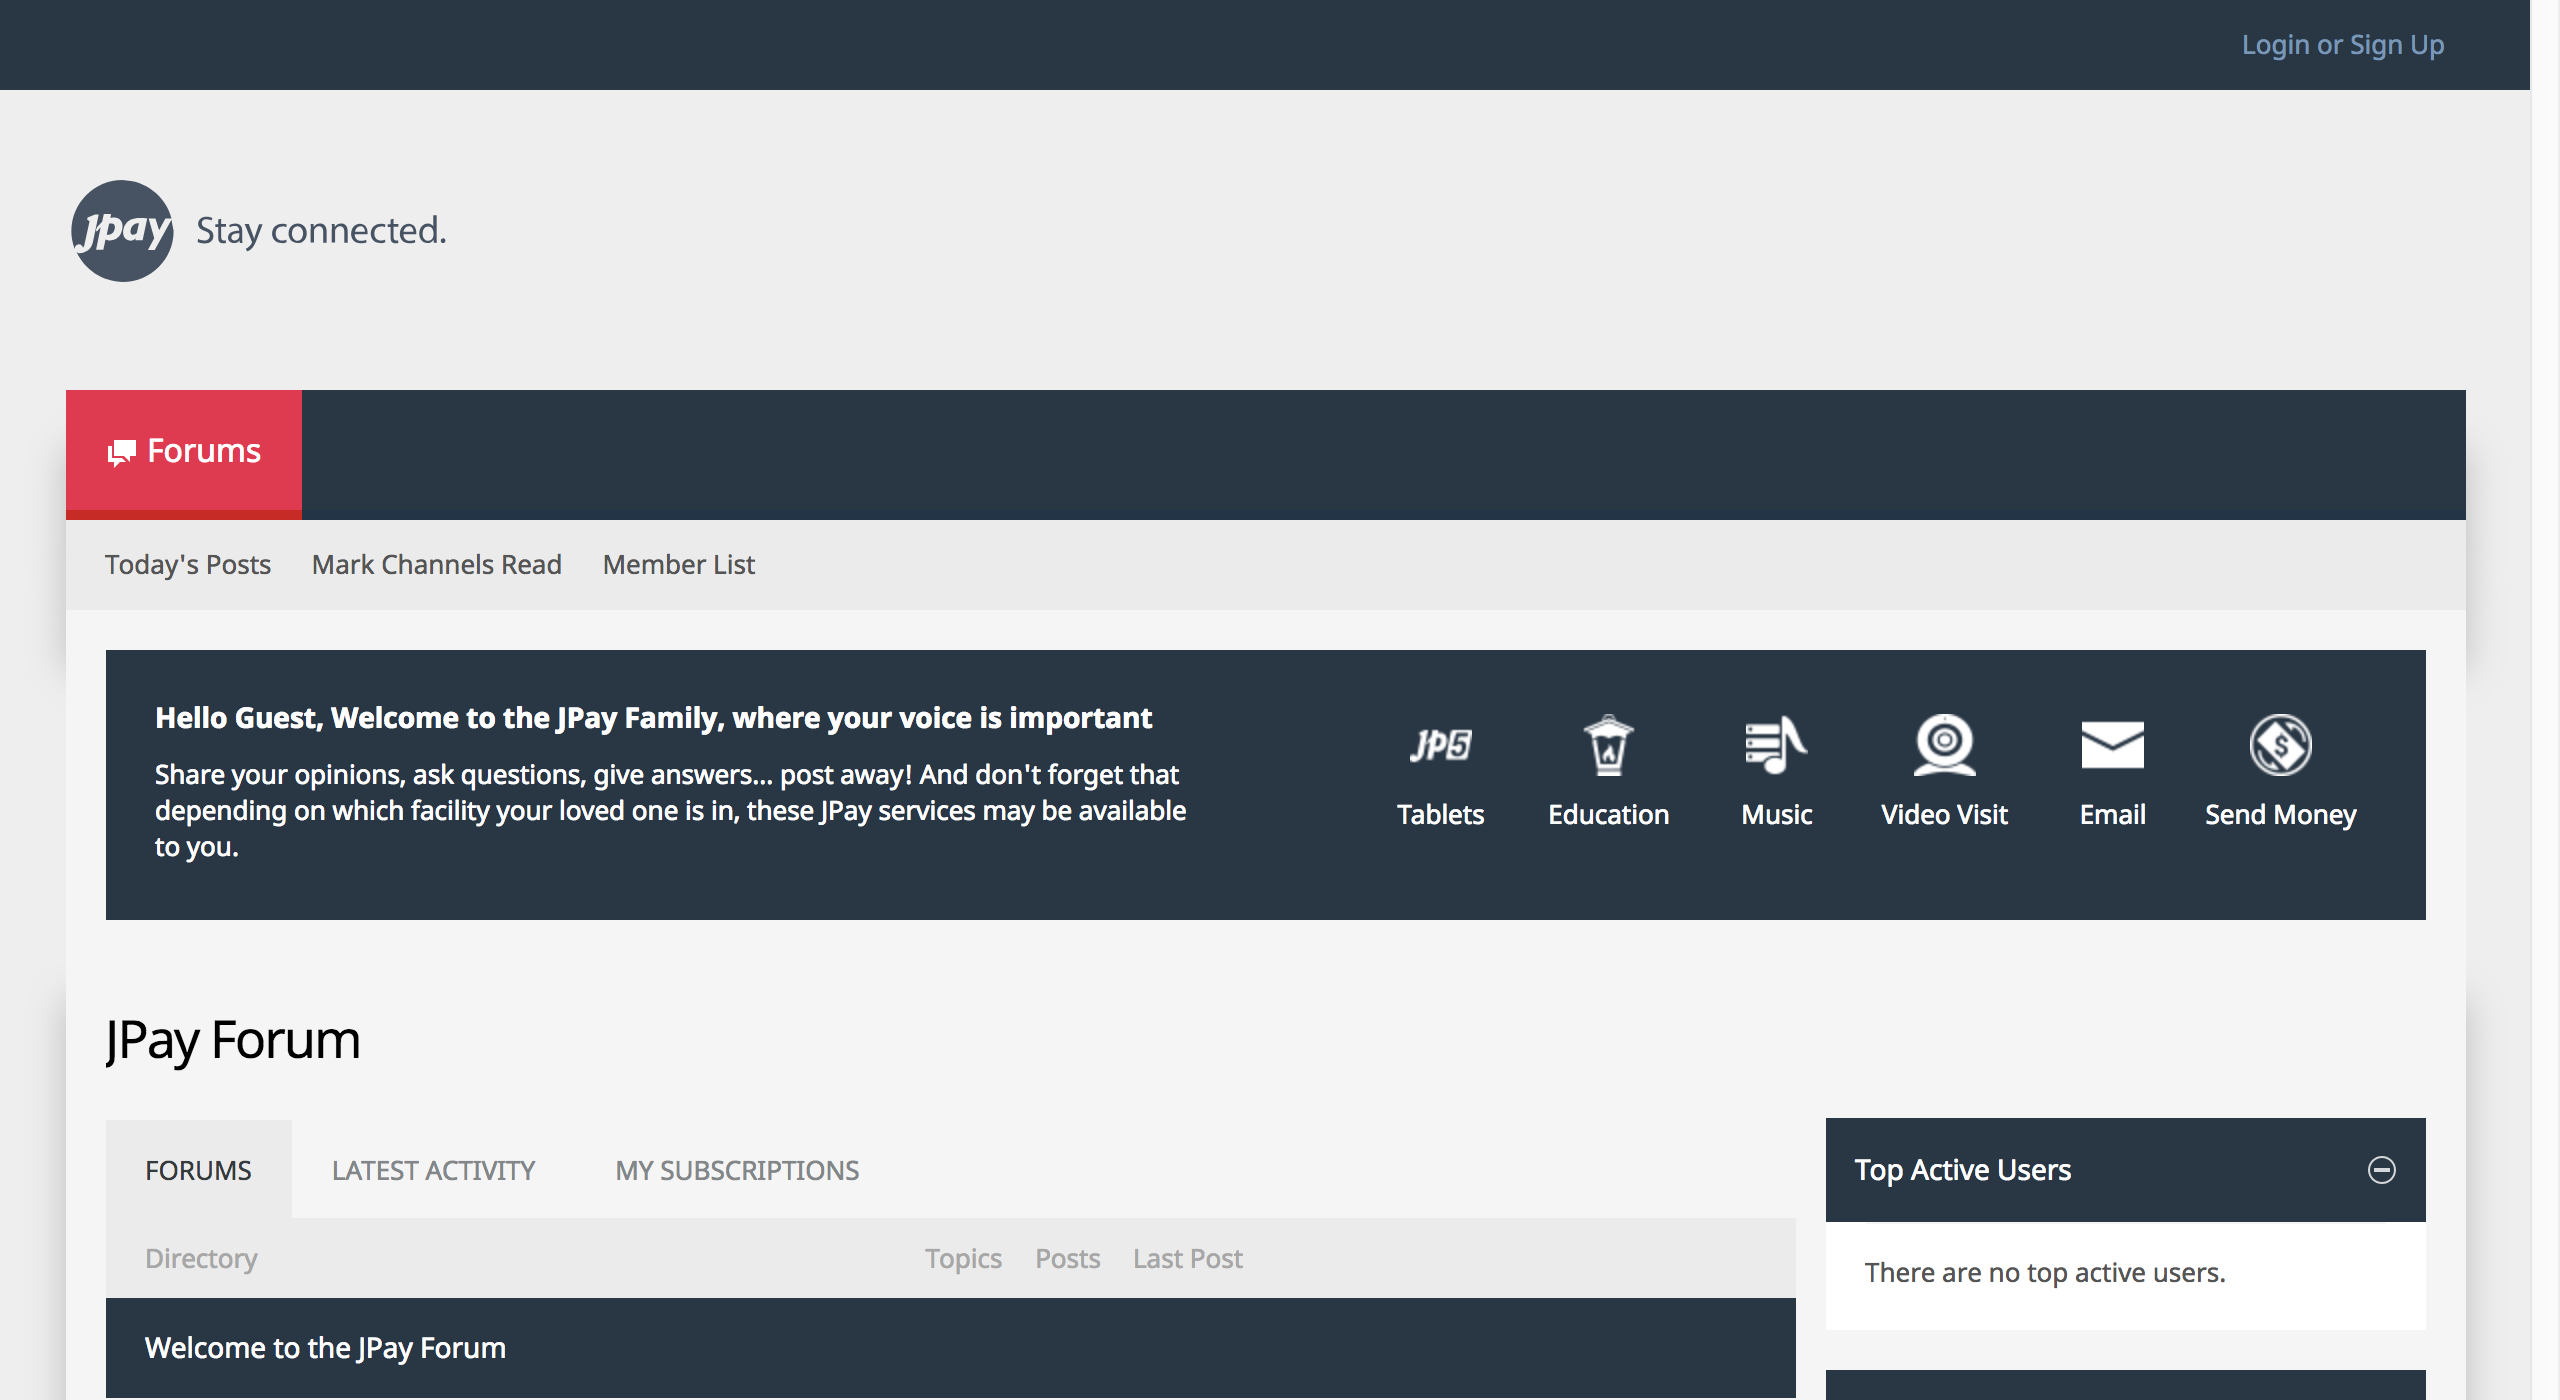 Login or Sign Up
Jpay Stay connected.
Forums
Today's Posts Mark Channels Read Member List
Hello Guest, Welcome to the JPay Family, where your voice is important
Share your opinions, ask questions, give answers... post away! And don't forget that
depending on which facility your loved one is in, these JPay services may be available
to you.
JP5
$
Tablets Education Music Video Visit Email Send Money
JPay Forum
FORUMS LATEST ACTIVITY MY SUBSCRIPTIONS
Directory Topics Posts Last Post
Welcome to the JPay Forum
Top Active Users
There are no top active users.